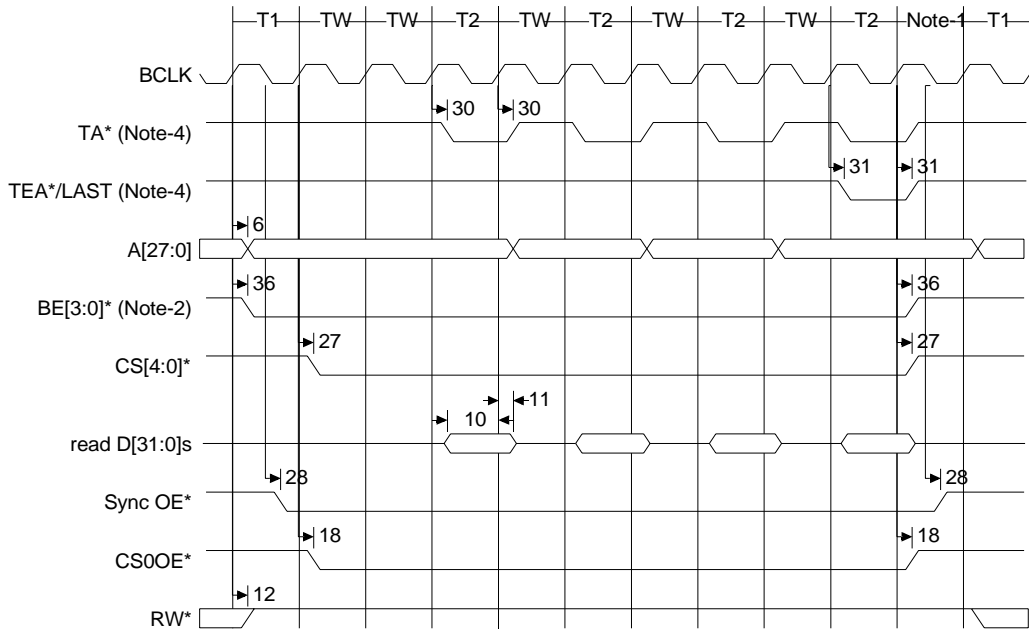 T1 TW TW T2 TW T2 TW T2 TW T2 Note-1 T1
BCLK
30 30
TA* (Note-4)
31 31
TEA*/LAST (Note-4)
6
A[27:0]
36 36
BE[3:0]* (Note-2)
27 27
CS[4:0]*
11
10
read D[31:0]s
28 28
Sync OE*
18 18
CS0OE*
12
RW*